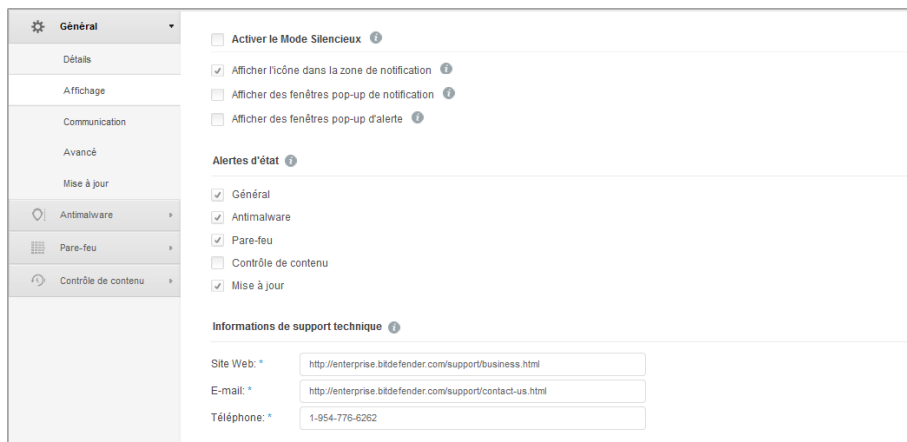 Général
Détails
Affichage
Communication
Avancé
Mise à jour
Antimalware
Pare-feu
Contrôle de contenu
Activer le Mode Silencieux
Afficher l'icône dans la zone de notification
Afficher des fenêtres pop-up de notification
Afficher des fenêtres pop-up d'alerte
Alertes d'état
Général
Antimalware
Pare-feu
Contrôle de contenu
Mise à jour
Informations de support technique
Site Web: * http://enterprise.bitdefender.com/support/business.html
E-mail: * http://enterprise.bitdefender.com/support/contact-us.html
Téléphone: * 1-954-776-6262